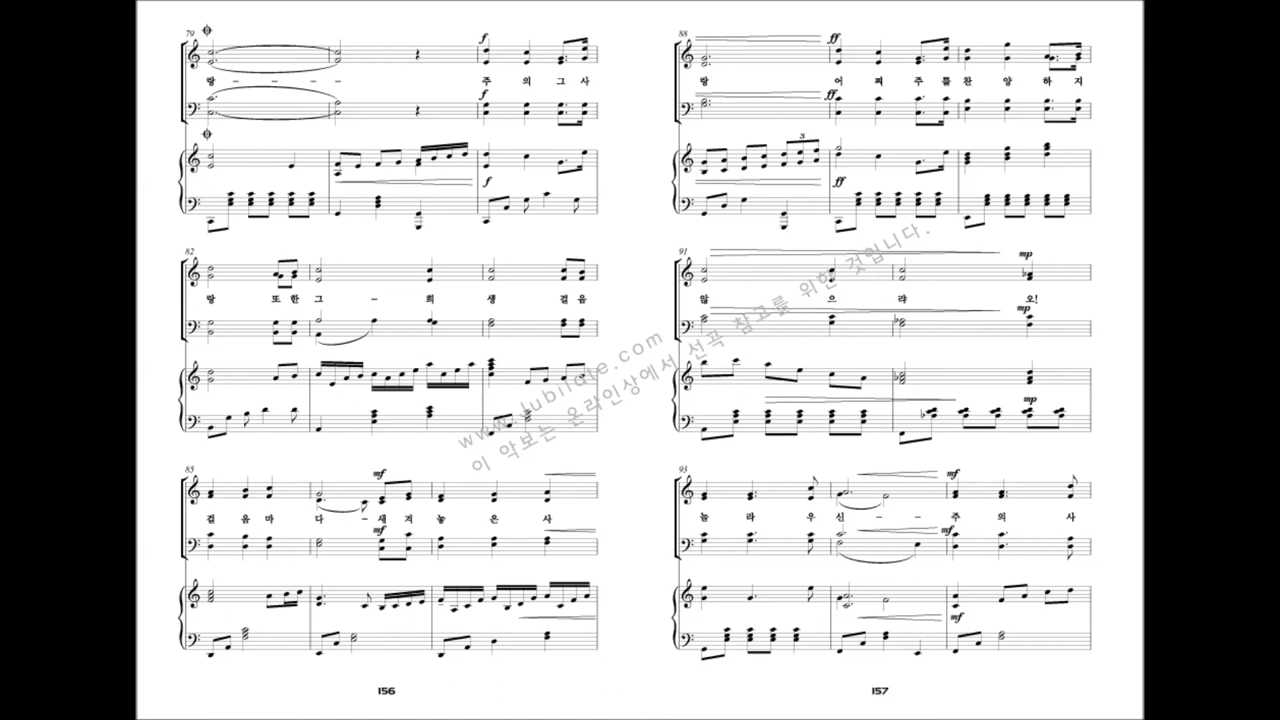 79
f
랑 - - - - 주 의 그 사
f
f
82
랑 또 한 그 - 희 생 걸 음
85
mf
걸 음 마 다 - 새 겨 놓 은 사
mf
156
88
ff
랑 어 찌 주 를 찬 양 하 지
ff
3
ff
91
mp
않 으 랴 오!
mp
mp
93
mf
놀 라 우 신 - - 주 의 사
mf
mf
157
www.jubilate.com
이 악보는 온라인상에서 선곡 참고를 위한 것입니다.